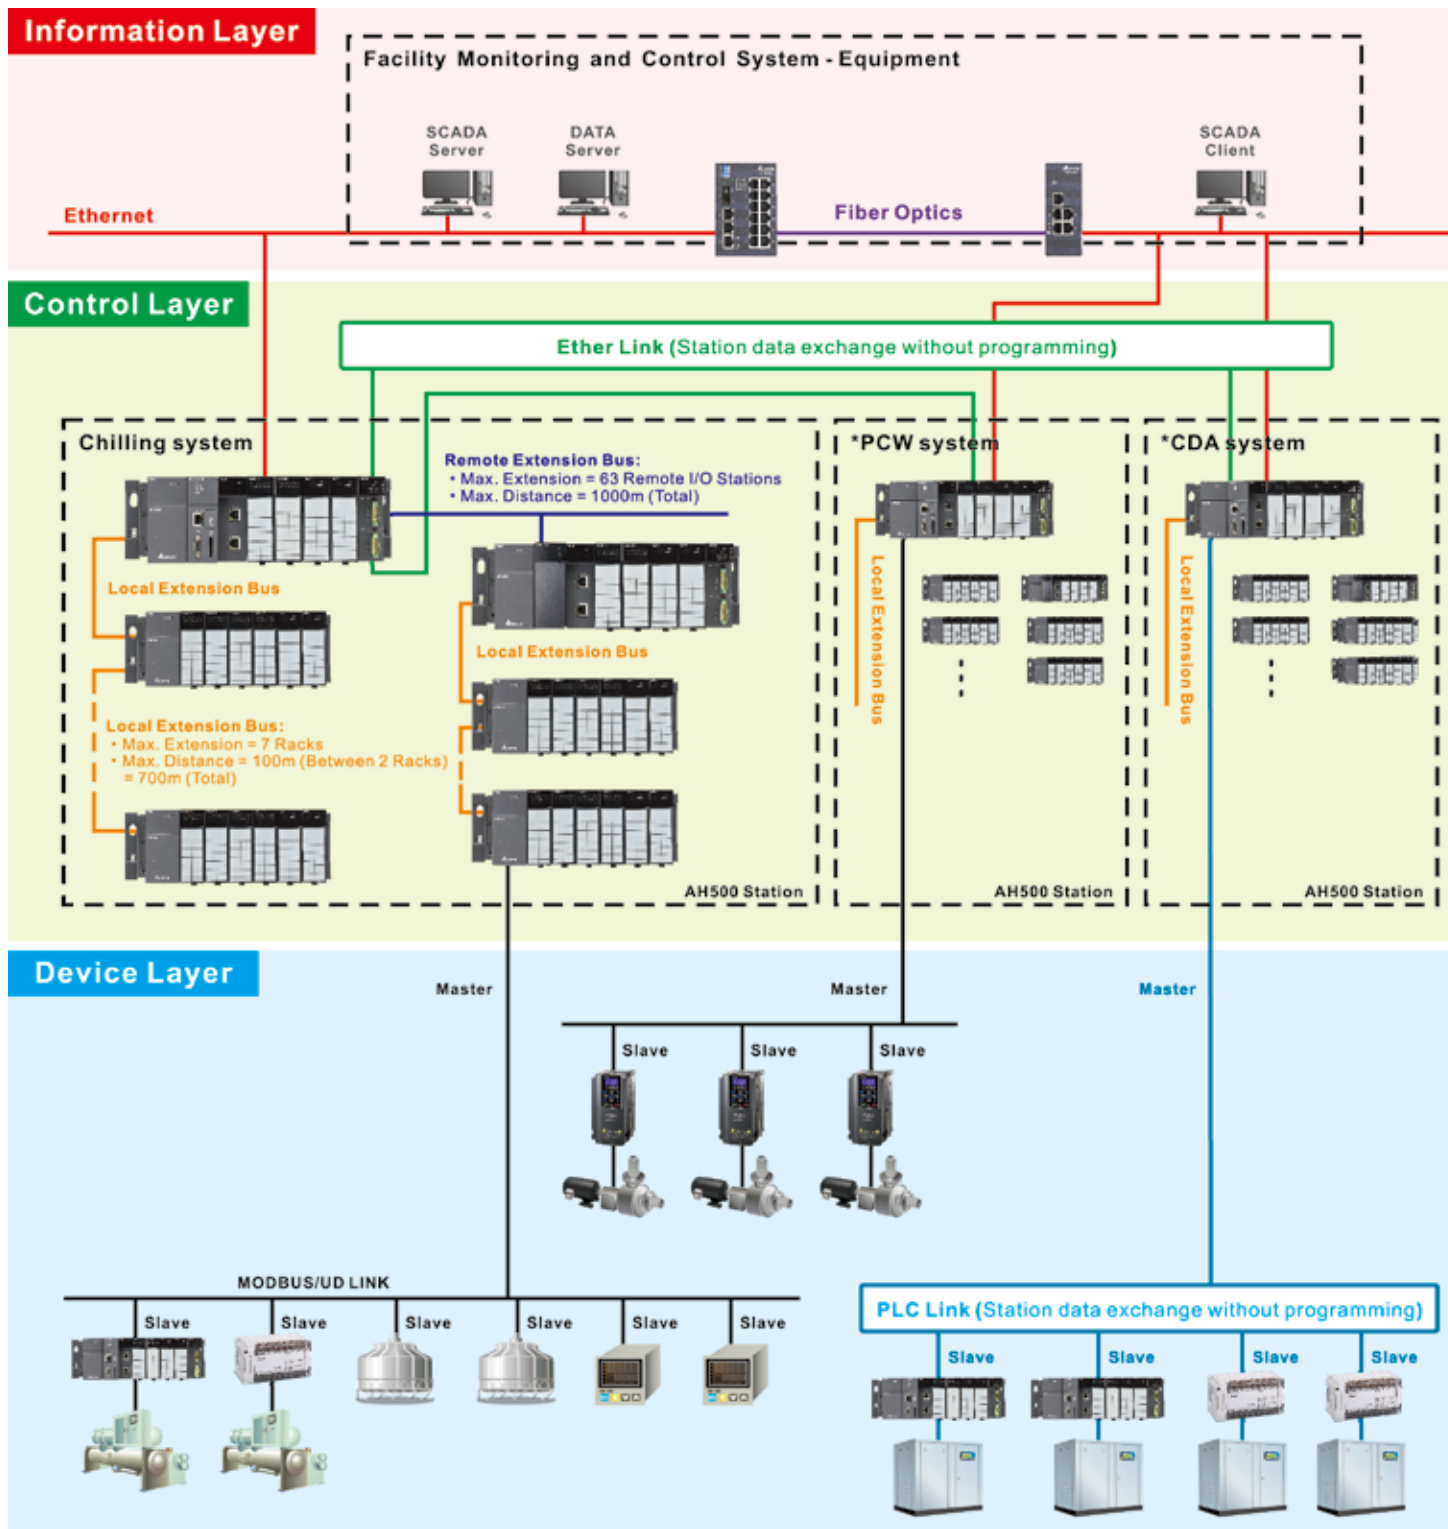 Information Layer
Facility Monitoring and Control System - Equipment
SCADA
Server
DATA
Server
SCADA
Client
Ethernet
Fiber Optics
Control Layer
Ether Link (Station data exchange without programming)
Chilling system
Remote Extension Bus:
• Max. Extension = 63 Remote I/O Stations
• Max. Distance = 1000m (Total)
*PCW system
*CDA system
Local Extension Bus
Local Extension Bus
Local Extension Bus
Local Extension Bus
Local Extension Bus:
• Max. Extension = 7 Racks
• Max. Distance = 100m (Between 2 Racks)
= 700m (Total)
AH500 Station
AH500 Station
AH500 Station
Device Layer
Master
Master
Master
Slave
Slave
Slave
MODBUS/UD LINK
Slave
Slave
Slave
Slave
Slave
Slave
PLC Link (Station data exchange without programming)
Slave
Slave
Slave
Slave